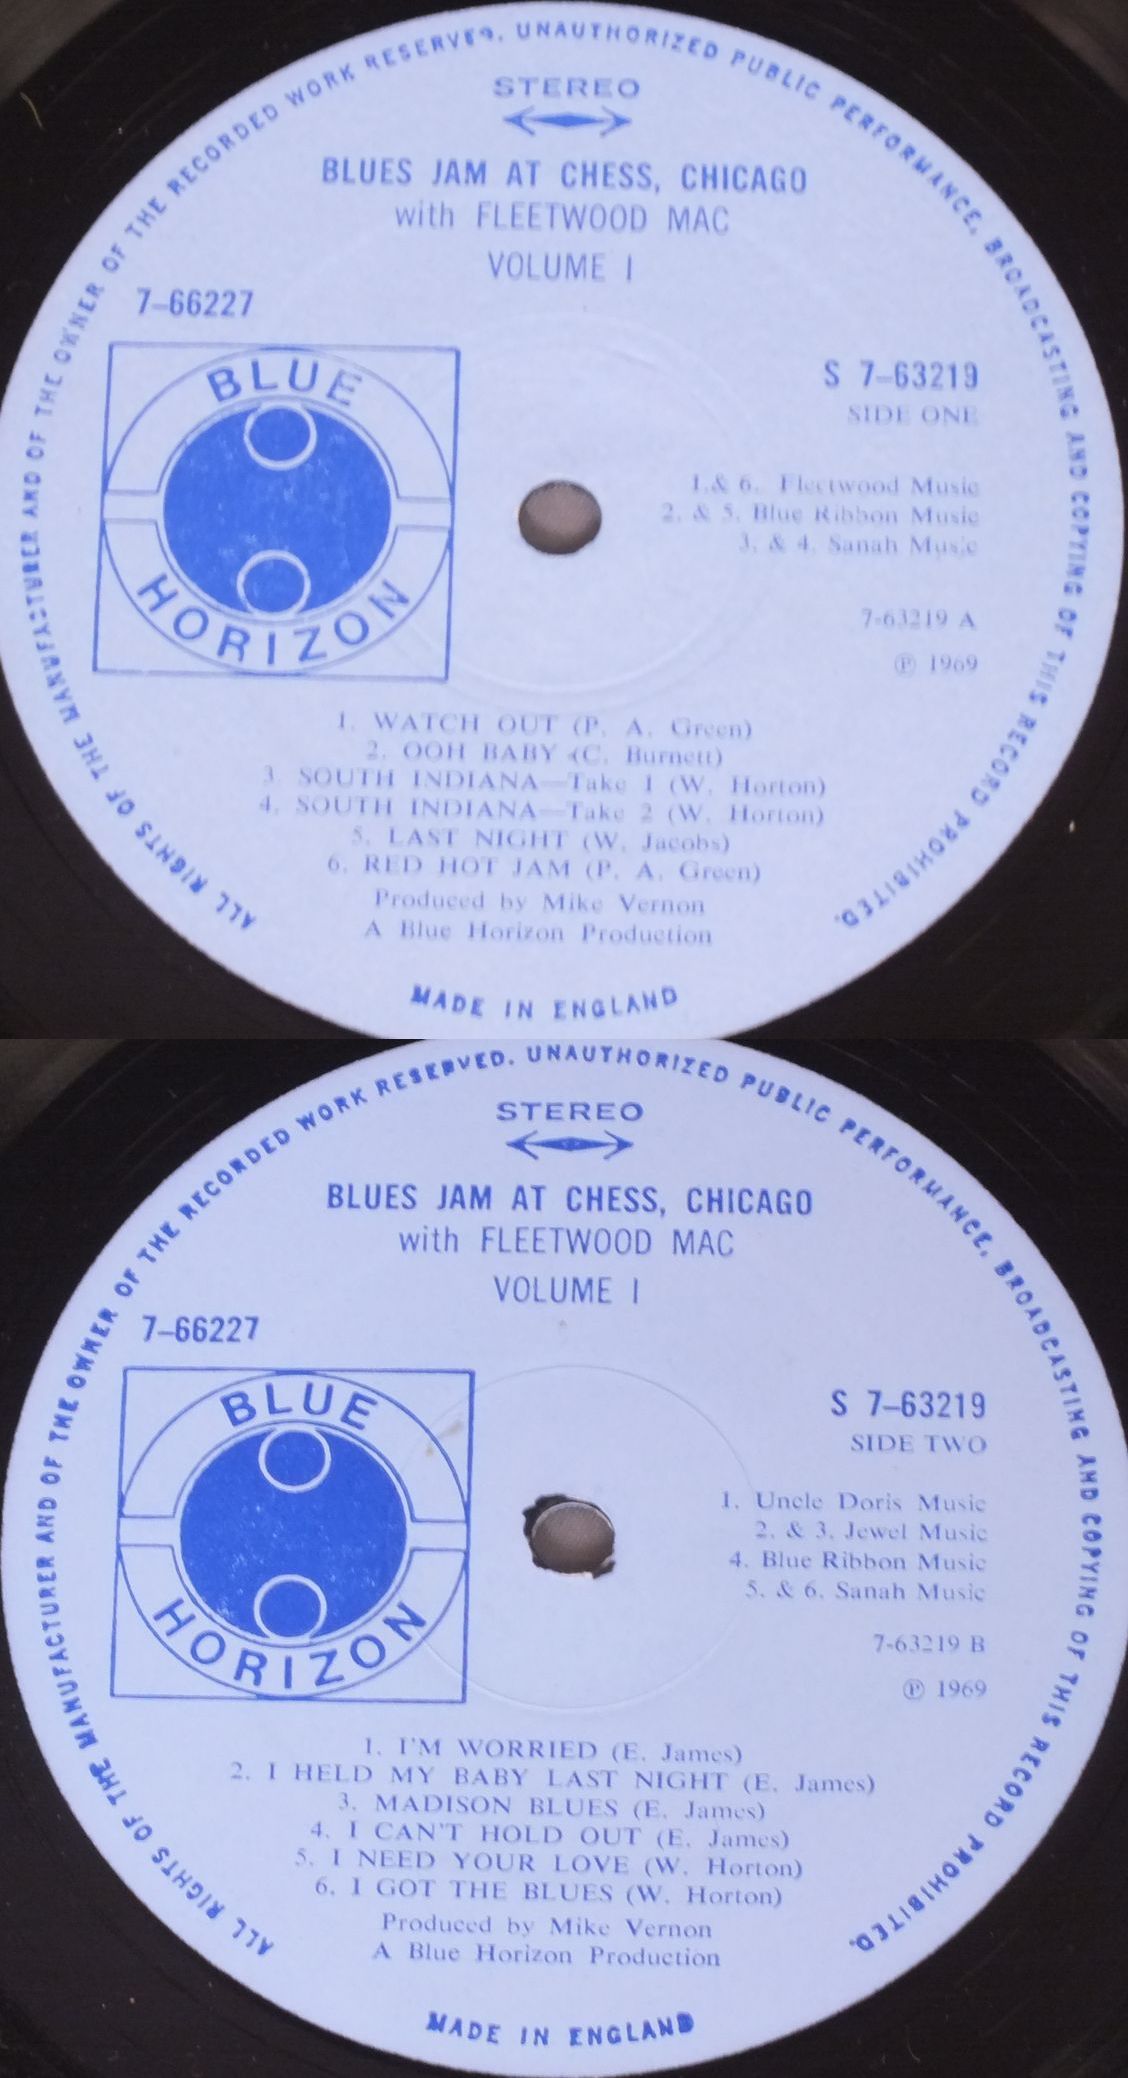 ALL RIGHTS OF THE MANUFACTURER AND OF THE OWNER OF THE RECORDED WORK RESERVED. UNAUTHORIZED PUBLIC PERFORMANCE, BROADCASTING AND COPYING OF THIS RECORD PROHIBITED.
STEREO
BLUES JAM AT CHESS, CHICAGO
with FLEETWOOD MAC
VOLUME I
7-66227
BLUE
HORIZON
S 7-63219
SIDE ONE
1.& 6. Fleetwood Music
2. & 5. Blue Ribbon Music
3. & 4. Sanah Music
7-63219 A
℗ 1969
1. WATCH OUT (P. A. Green)
2. OOH BABY (C. Burnett)
3. SOUTH INDIANA—Take 1 (W. Horton)
4. SOUTH INDIANA—Take 2 (W. Horton)
5. LAST NIGHT (W. Jacobs)
6. RED HOT JAM (P. A. Green)
Produced by Mike Vernon
A Blue Horizon Production
MADE IN ENGLAND
ALL RIGHTS OF THE MANUFACTURER AND OF THE OWNER OF THE RECORDED WORK RESERVED. UNAUTHORIZED PUBLIC PERFORMANCE, BROADCASTING AND COPYING OF THIS RECORD PROHIBITED.
STEREO
BLUES JAM AT CHESS, CHICAGO
with FLEETWOOD MAC
VOLUME I
7-66227
BLUE
HORIZON
S 7-63219
SIDE TWO
1. Uncle Doris Music
2. & 3. Jewel Music
4. Blue Ribbon Music
5. & 6. Sanah Music
7-63219 B
℗ 1969
1. I'M WORRIED (E. James)
2. I HELD MY BABY LAST NIGHT (E. James)
3. MADISON BLUES (E. James)
4. I CAN'T HOLD OUT (E. James)
5. I NEED YOUR LOVE (W. Horton)
6. I GOT THE BLUES (W. Horton)
Produced by Mike Vernon
A Blue Horizon Production
MADE IN ENGLAND